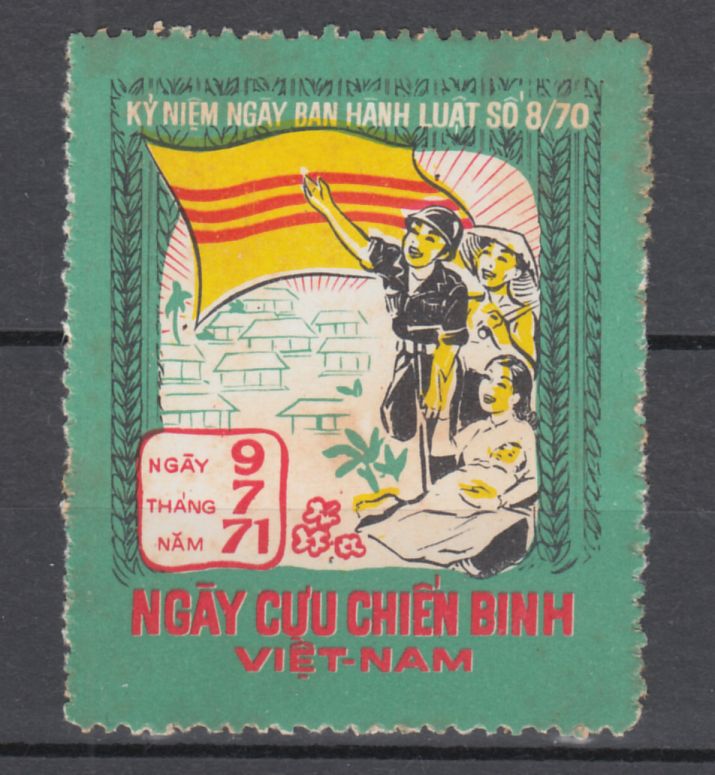 KỶ NIỆM NGÀY BAN HÀNH LUẬT SỐ 8/70
NGÀY 9
THÁNG 7
NĂM 71
NGÀY CỰU CHIẾN BINH
VIỆT-NAM